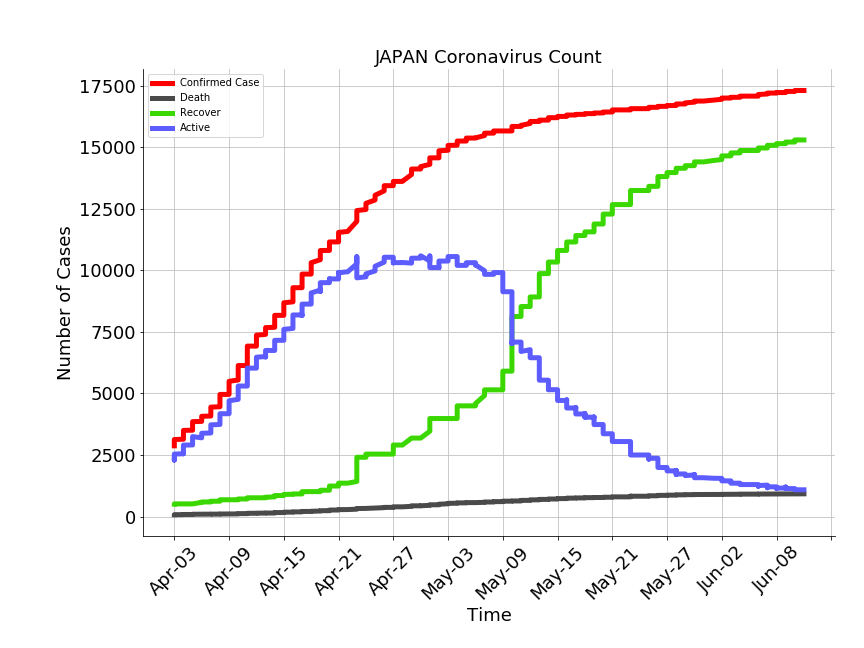 JAPAN Coronavirus Count
Confirmed Case
Death
Recover
Active
17500
15000
12500
10000
7500
5000
2500
0
Number of Cases
Apr-03
Apr-09
Apr-15
Apr-21
Apr-27
May-03
May-09
May-15
May-21
May-27
Jun-02
Jun-08
Time